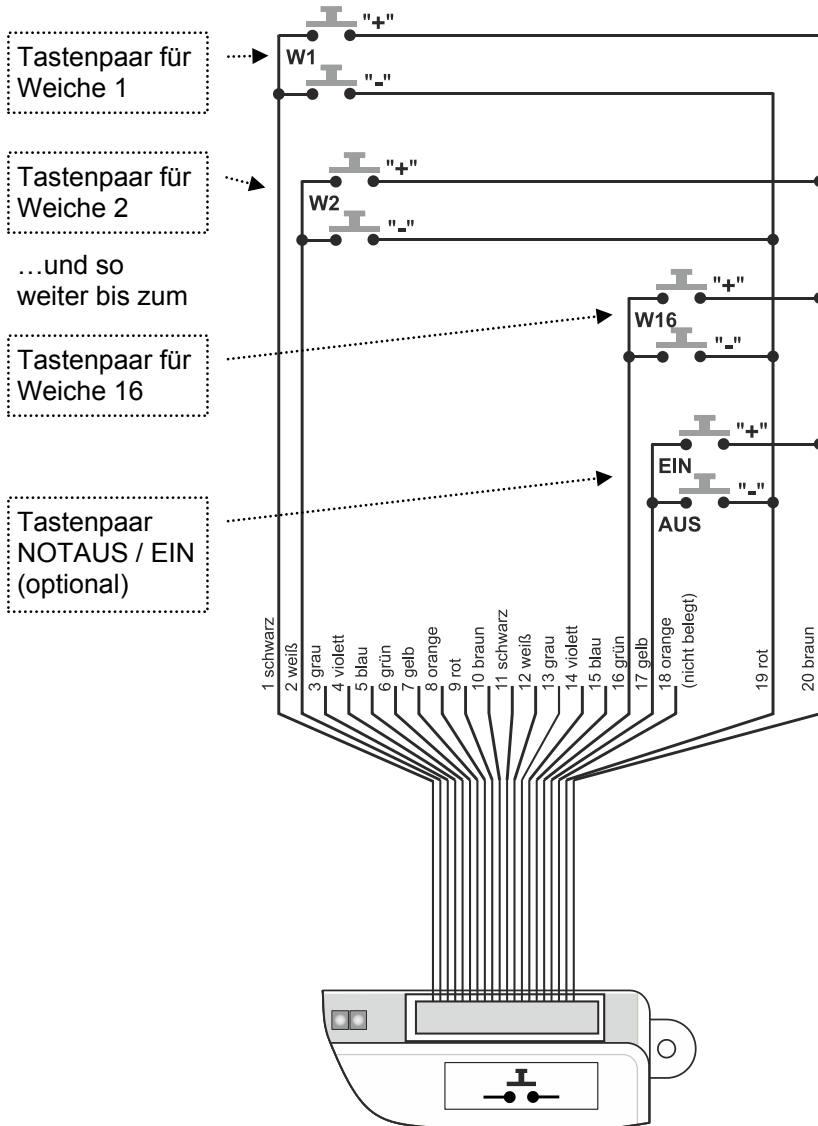 Tastenpaar für
Weiche 1
"+"
W1
"-"
Tastenpaar für
Weiche 2
"+"
W2
"-"
…und so
weiter bis zum
"+"
W16
"-"
Tastenpaar für
Weiche 16
"+"
EIN
"-"
AUS
Tastenpaar
NOTAUS / EIN
(optional)
1 schwarz
2 weiß
3 grau
4 violett
5 blau
6 grün
7 gelb
8 orange
9 rot
10 braun
11 schwarz
12 weiß
13 grau
14 violett
15 blau
16 grün
17 gelb
18 orange
(nicht belegt)
19 rot
20 braun